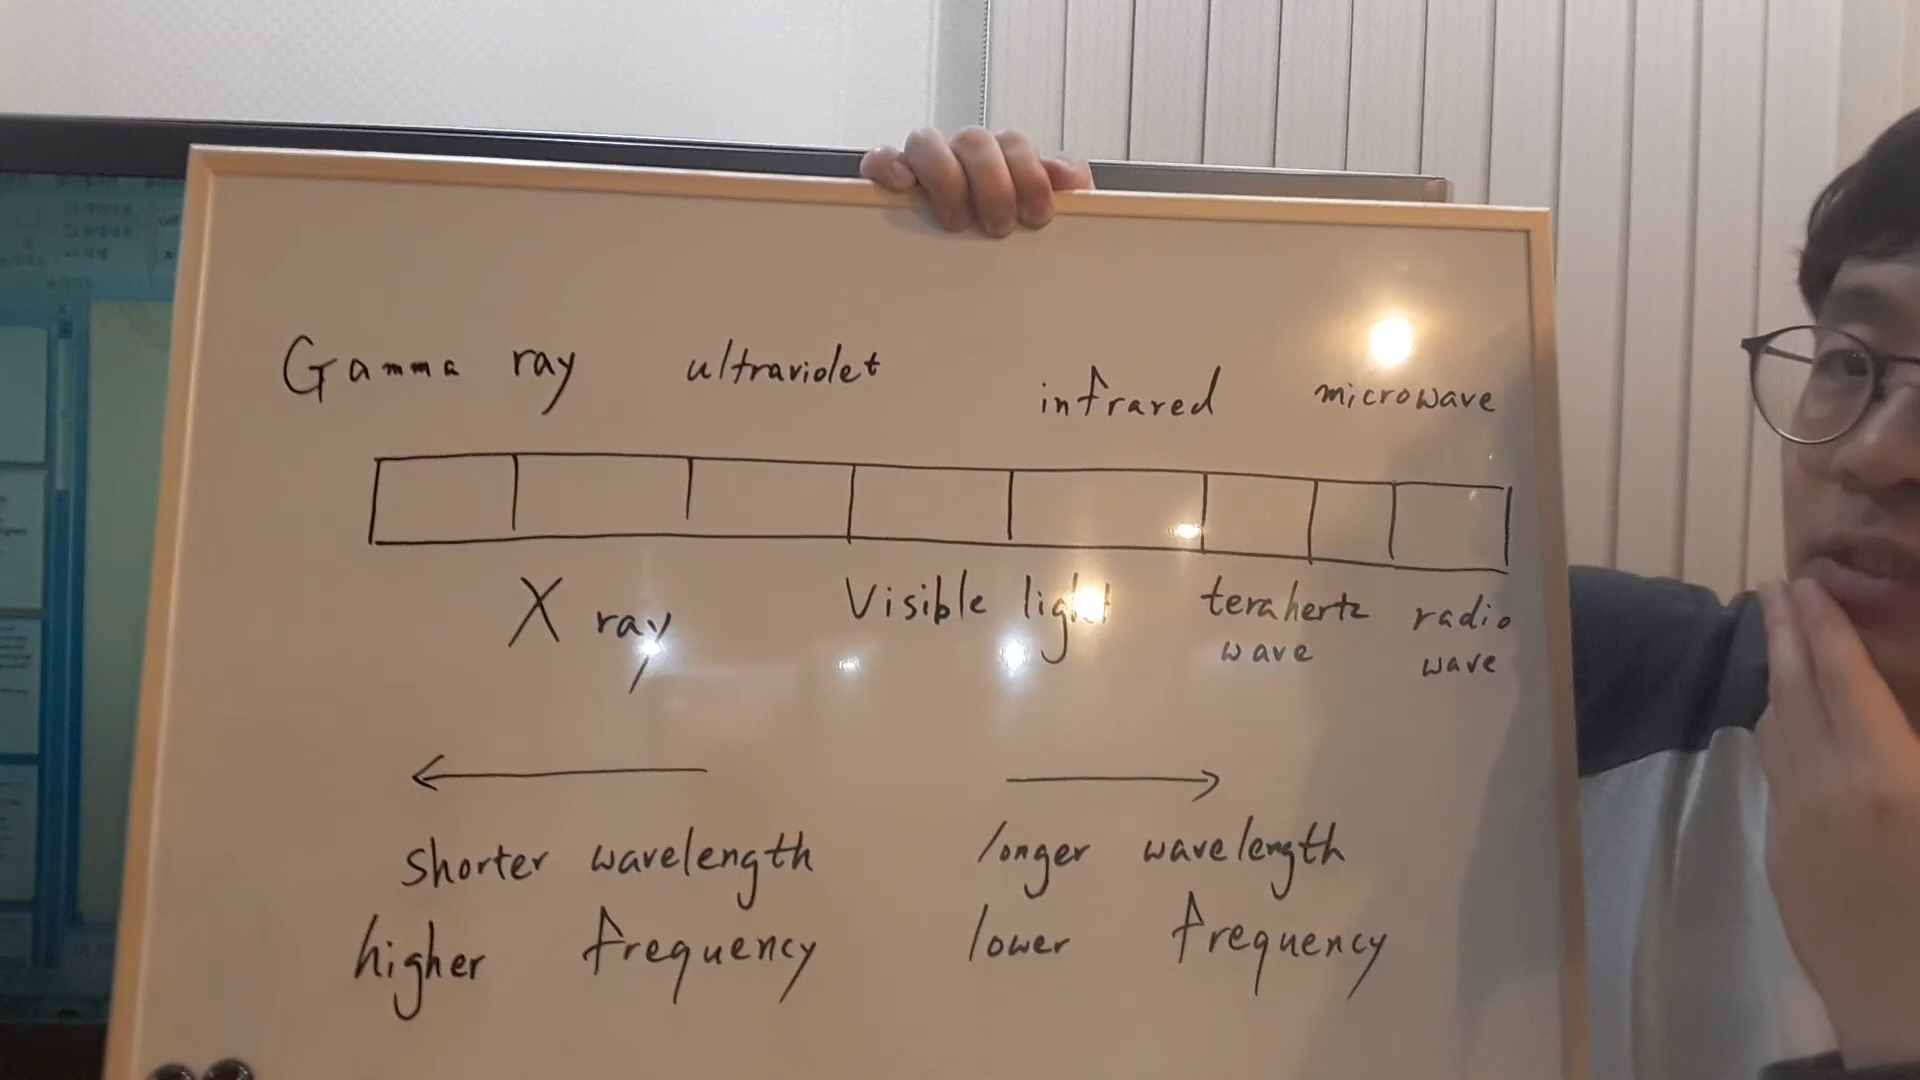 Gamma ray ultraviolet infrared microwave
X ray Visible light terahertz wave radio wave
shorter wavelength
higher frequency
longer wavelength
lower frequency